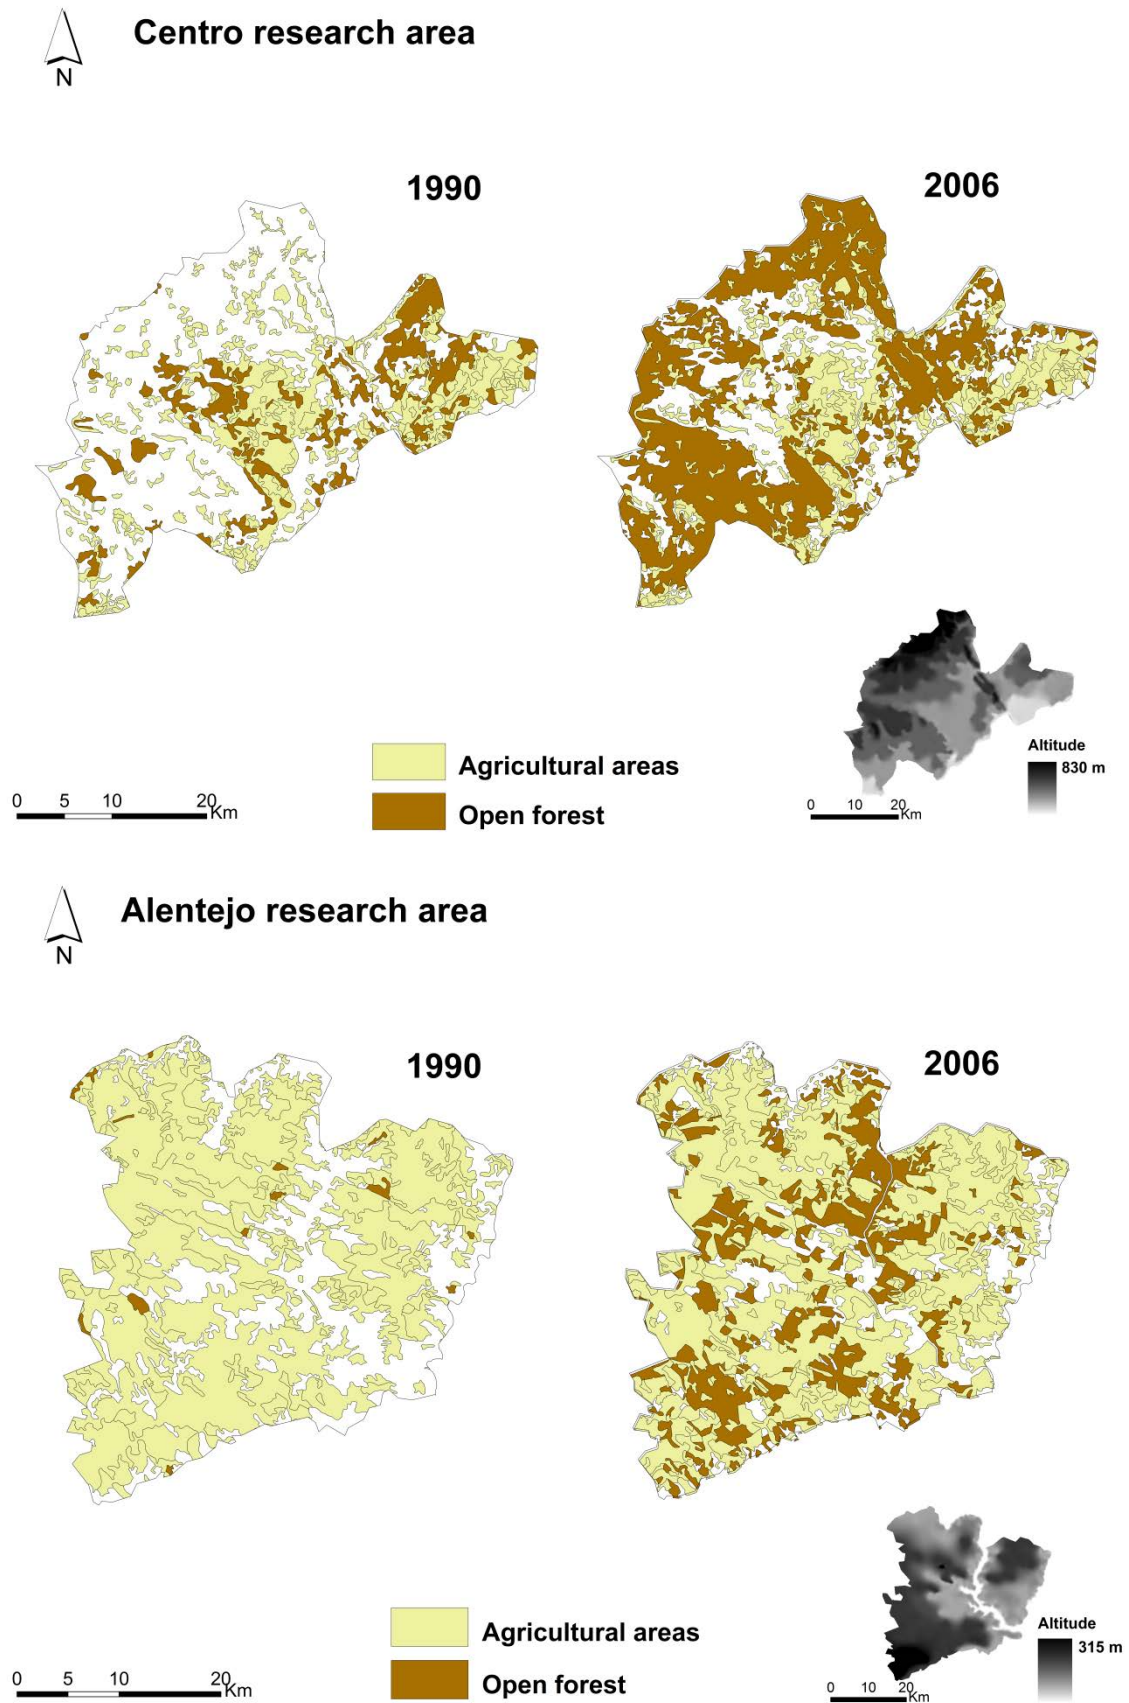 Centro research area
N
1990
2006
Agricultural areas
Open forest
0 5 10 20
Km
Altitude
830 m
0 10 20
Km
Alentejo research area
N
1990
2006
Agricultural areas
Open forest
0 5 10 20
Km
Altitude
315 m
0 10 20
Km